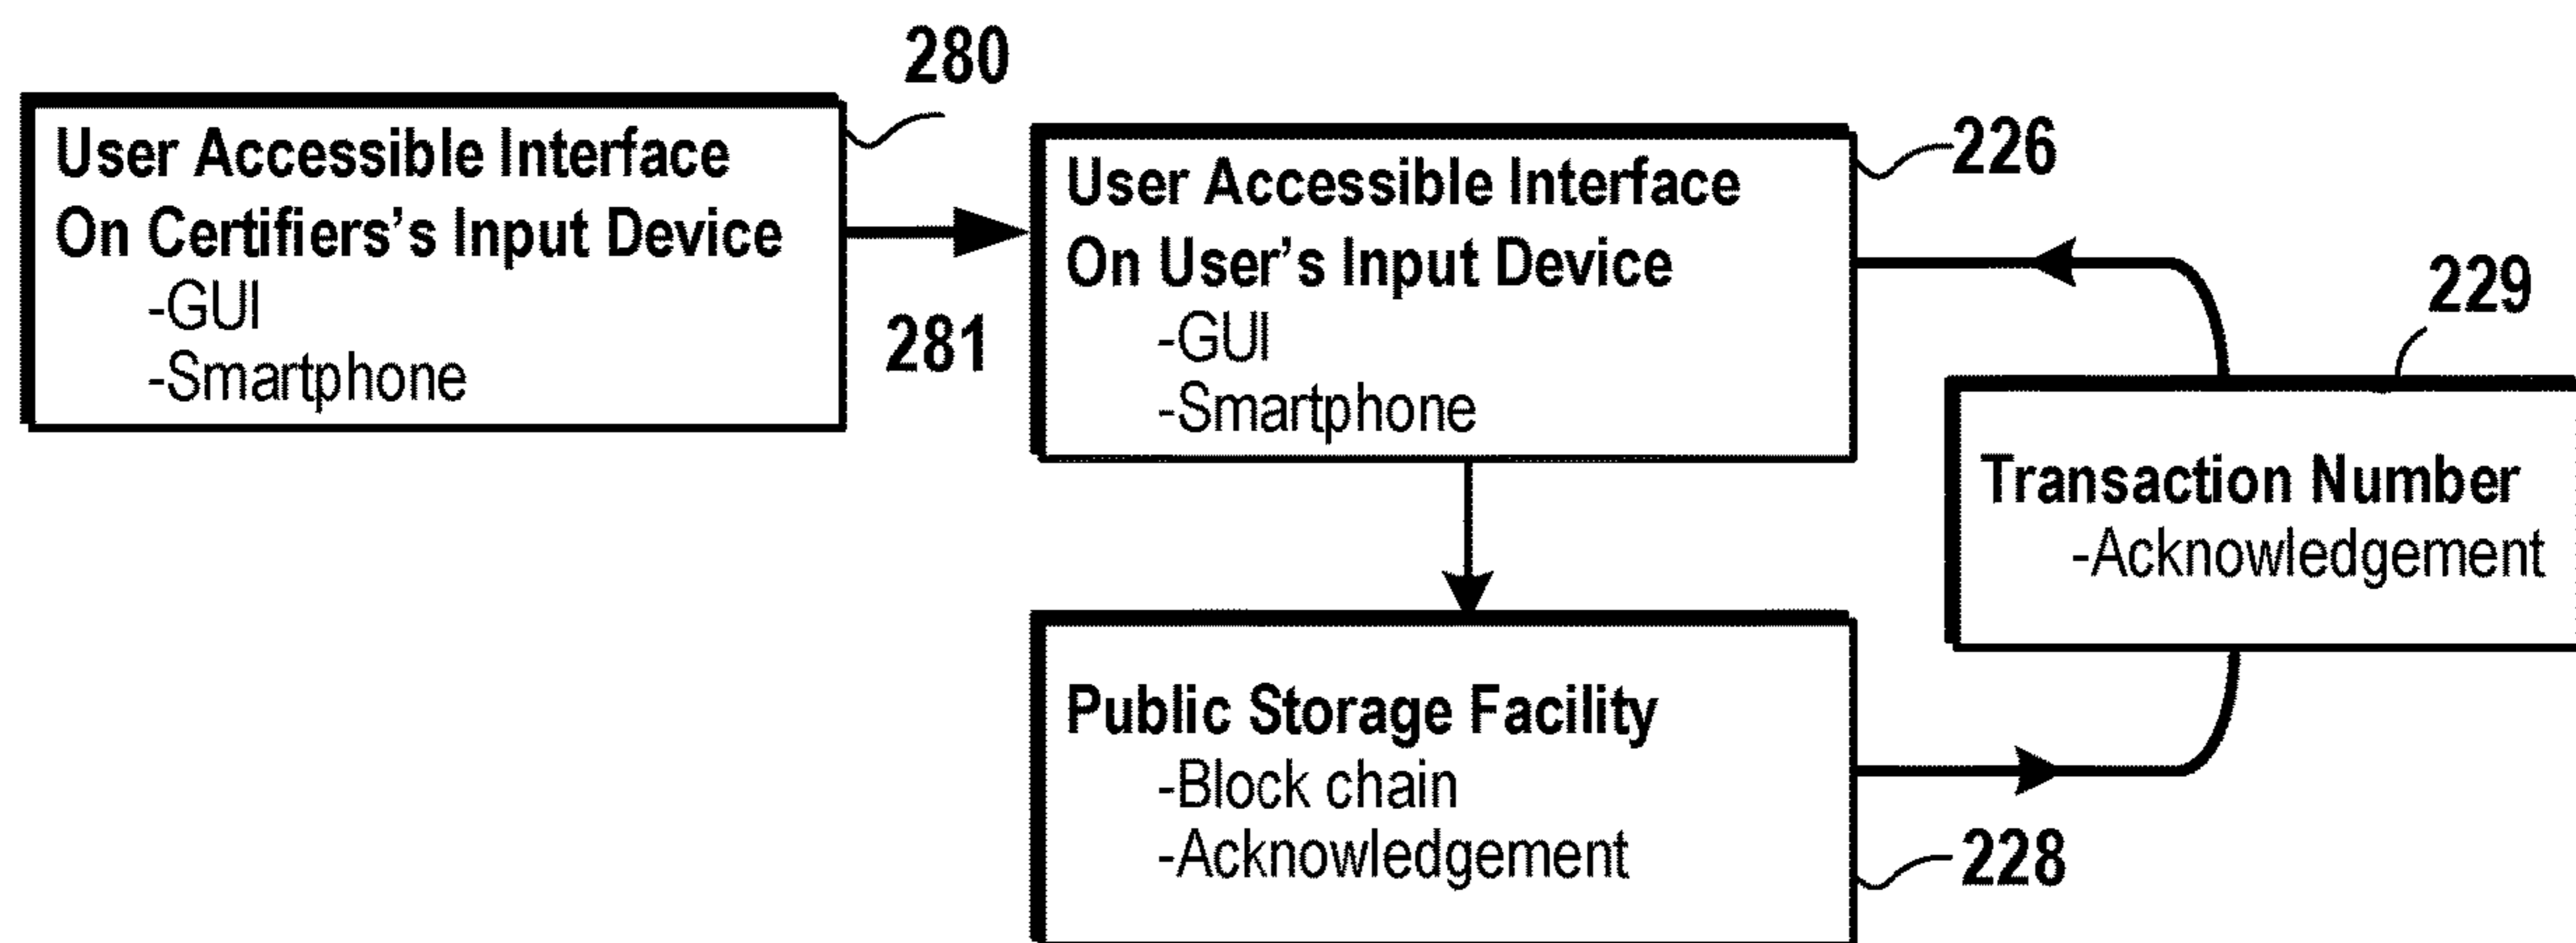 280
User Accessible Interface
On Certifiers's Input Device
-GUI
-Smartphone
281
226
User Accessible Interface
On User's Input Device
-GUI
-Smartphone
229
Transaction Number
-Acknowledgement
Public Storage Facility
-Block chain
-Acknowledgement
228